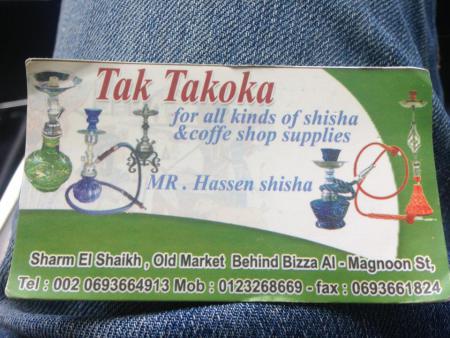 Tak Takoka
for all kinds of shisha
&coffe shop supplies
MR . Hassen shisha
Sharm El Shaikh , Old Market Behind Bizza Al - Magnoon St,
Tel : 002 0693664913 Mob : 0123268669 - fax : 0693661824